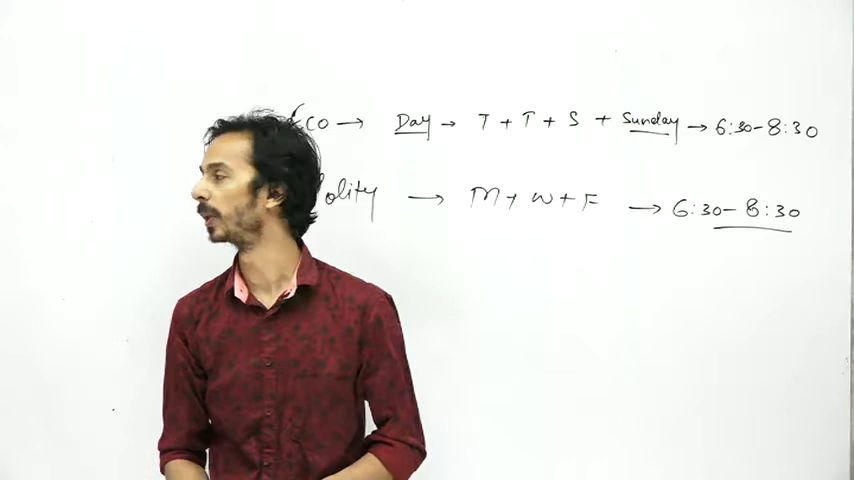 ECO → Day → T + T + S + Sunday → 6:30-8:30
olity → M + W + F → 6:30-8:30